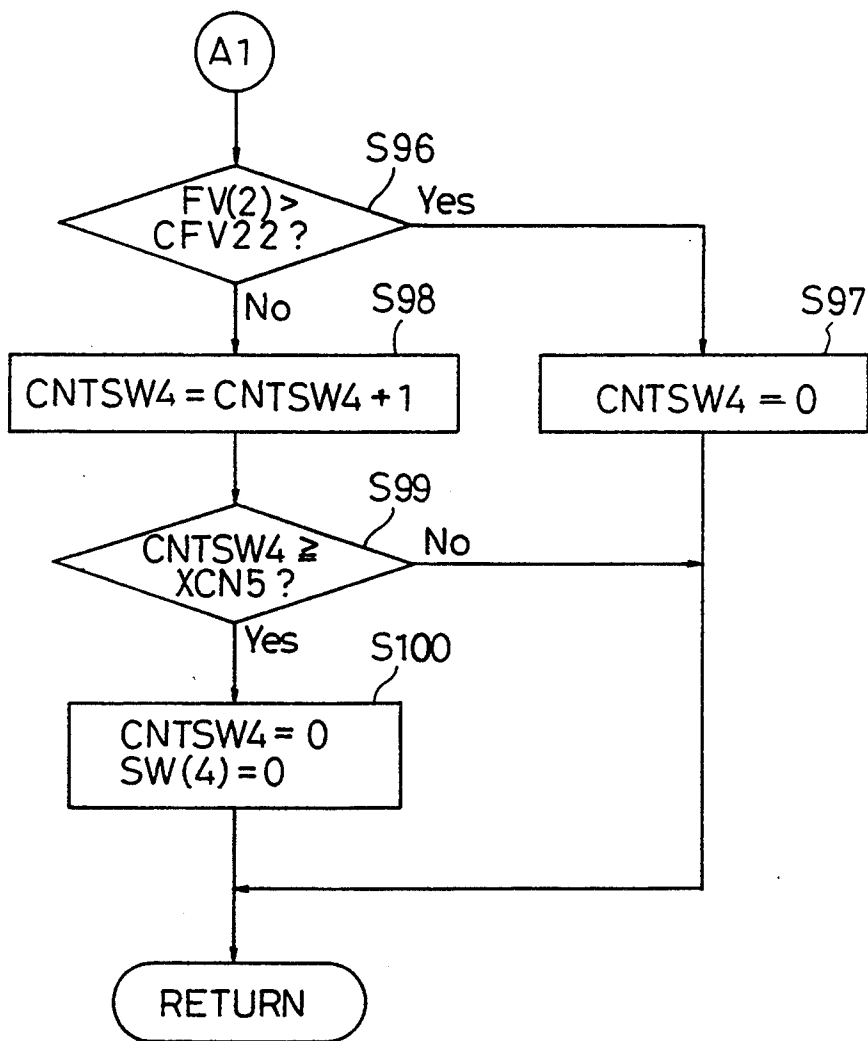 A1
S96
FV(2)>
CFV22?
Yes
No
S98
S97
CNTSW4=CNTSW4+1
CNTSW4=0
S99
CNTSW4≧
XCN5?
No
Yes
S100
CNTSW4=0
SW(4)=0
RETURN